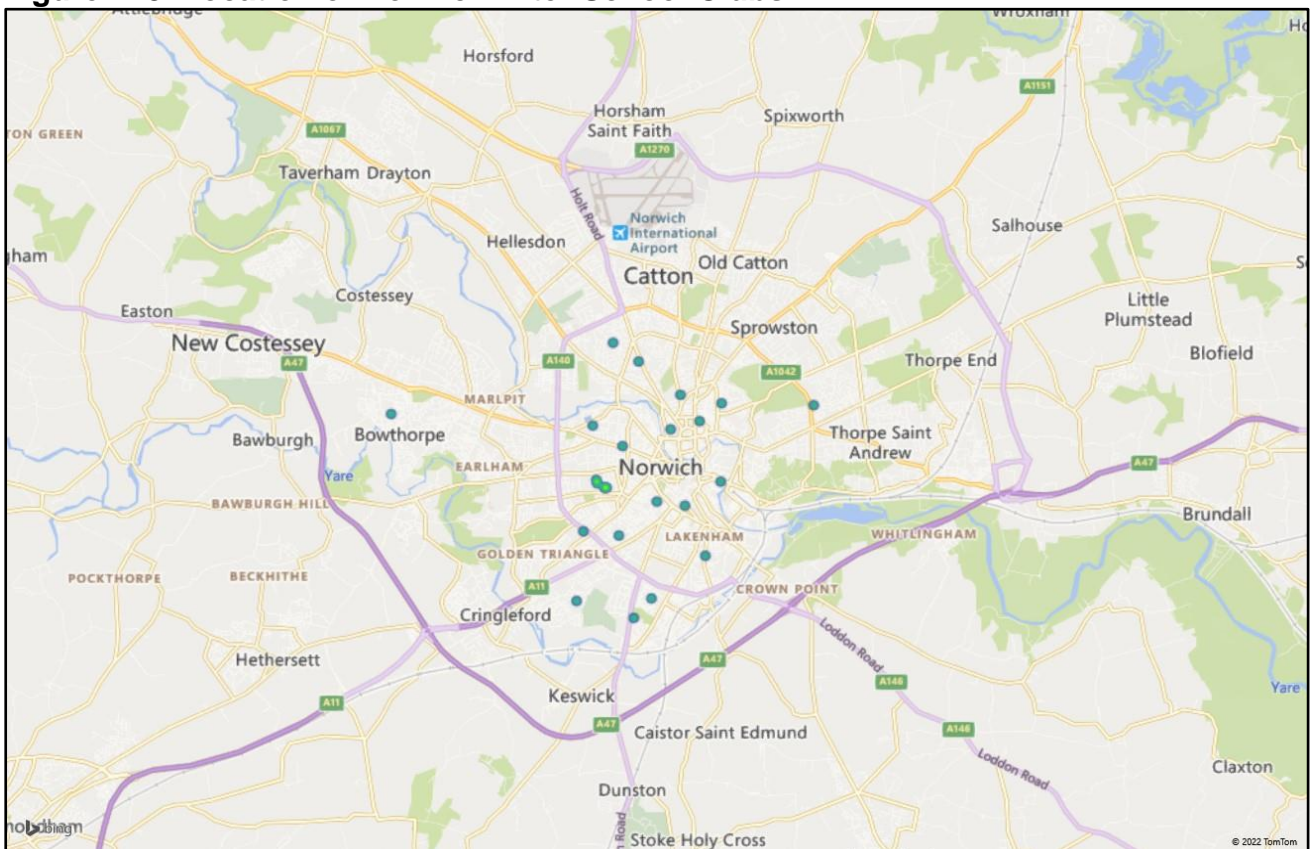 Horsford
Horsham
Saint Faith
Spixworth
A1151
TON GREEN
A1067
A1270
Taverham Drayton
Holt Road
Norwich
International
Airport
Salhouse
Hellesdon
Old Catton
Catton
Costessey
Easton
Little
Plumstead
Sprowston
New Costessey
A47
A140
A1042
Thorpe End
Blofield
MARLPIT
Bawburgh
Bowthorpe
Thorpe Saint
Andrew
Yare
EARLHAM
Norwich
A47
BAWBURGH HILL
Brundall
LAKENHAM
WHITLINGHAM
GOLDEN TRIANGLE
POCKTHORPE
BECKHITHE
A11
CROWN POINT
Cringleford
Loddon Road
Hethersett
A47
A146
Yare
Keswick
A11
A47
Caistor Saint Edmund
A146
Loddon Road
Claxton
Dunston
Stoke Holy Cross
bing
© 2022 TomTom